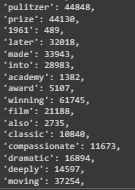 'pulitzer': 44848,
'prize': 44130,
'1961': 489,
'later': 32018,
'made': 33943,
'into': 28983,
'academy': 1382,
'award': 5107,
'winning': 61745,
'film': 21188,
'also': 2735,
'classic': 10840,
'compassionate': 11673,
'dramatic': 16894,
'deeply': 14597,
'moving': 37254,